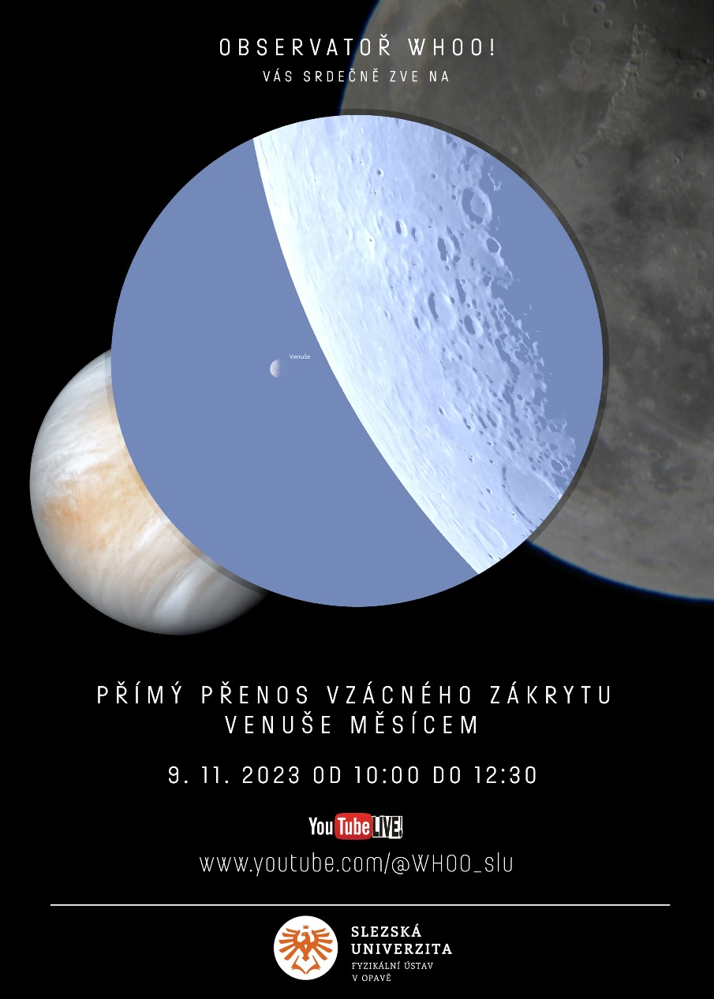 OBSERVATOŘ WHOO!
VÁS SRDEČNĚ ZVE NA
Venuše
PŘÍMÝ PŘENOS VZÁCNÉHO ZÁKRYTU
VENUŠE MĚSÍCEM
9. 11. 2023 OD 10:00 DO 12:30
YouTube LIVE!
www.youtube.com/@WHOO_slu
SLEZSKÁ
UNIVERZITA
FYZIKÁLNÍ ÚSTAV
V OPAVĚ